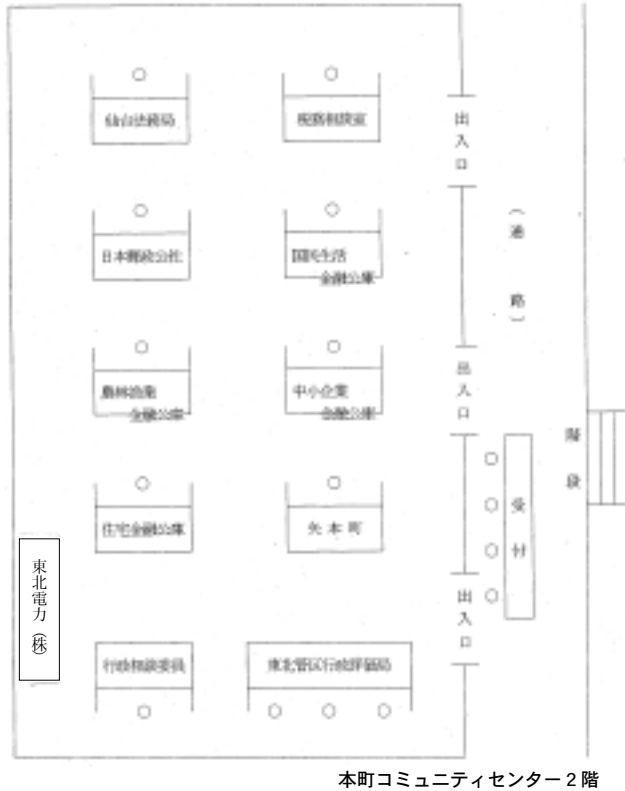 仙台法務局
税務相談室
出入口
日本郵政公社
国民生活
金融公庫
（通路）
農林漁業
金融公庫
中小企業
金融公庫
出入口
階段
住宅金融公庫
矢本町
受付
東北電力（株）
出入口
行政相談委員
東北管区行政評価局
本町コミュニティセンター２階